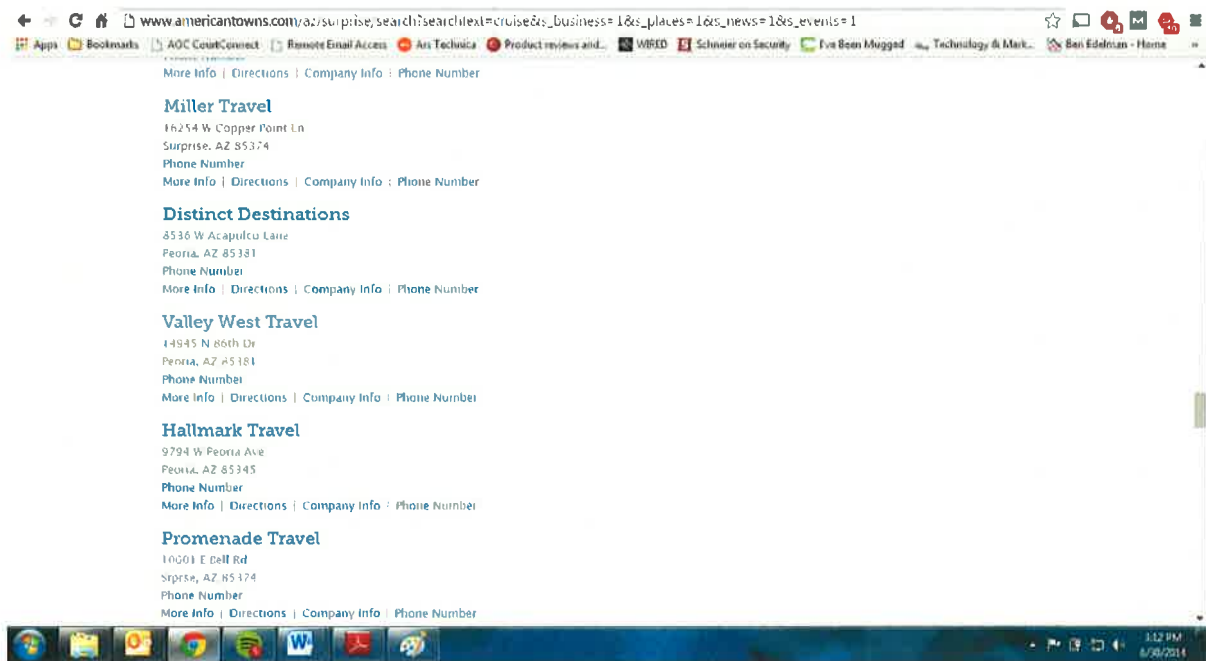 www.americantowns.com/az/surprise/search?searchtext=cruise&s_business=1&s_places=1&s_news=1&s_events=1
Apps Bookmarks AOC CourtConnect Remote Email Access Ars Technica Product reviews and... WIRED Schneier on Security I've Been Mugged Technology & Mark... Ben Edelman - Home »
More Info | Directions | Company Info | Phone Number
Miller Travel
16254 W Copper Point Ln
Surprise, AZ 85374
Phone Number
More Info | Directions | Company Info | Phone Number
Distinct Destinations
8536 W Acapulco Lane
Peoria, AZ 85381
Phone Number
More Info | Directions | Company Info | Phone Number
Valley West Travel
14945 N 86th Dr
Peoria, AZ 85381
Phone Number
More Info | Directions | Company Info | Phone Number
Hallmark Travel
9794 W Peoria Ave
Peoria, AZ 85345
Phone Number
More Info | Directions | Company Info | Phone Number
Promenade Travel
10001 E Bell Rd
Srprse, AZ 85374
Phone Number
More Info | Directions | Company Info | Phone Number
3:12 PM
6/30/2014